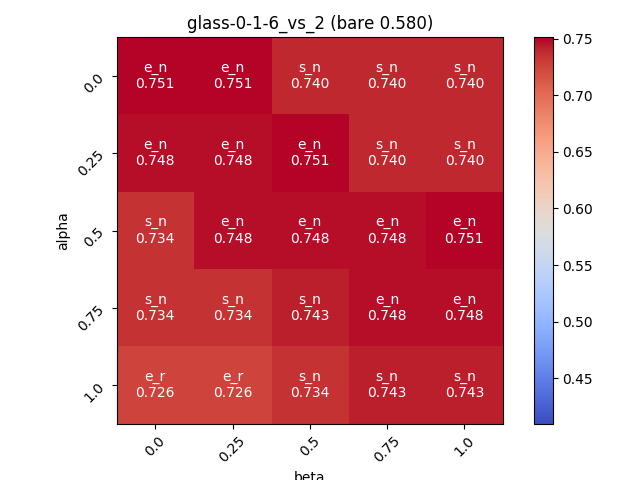 glass-0-1-6_vs_2 (bare 0.580)
e_n e_n s_n s_n s_n
0.0 0.751 0.751 0.740 0.740 0.740
e_n e_n e_n s_n s_n
0.25 0.748 0.748 0.751 0.740 0.740
s_n e_n e_n e_n e_n
0.5 0.734 0.748 0.748 0.748 0.751
s_n s_n s_n e_n e_n
0.75 0.734 0.734 0.743 0.748 0.748
e_r e_r s_n s_n s_n
1.0 0.726 0.726 0.734 0.743 0.743
0.0 0.25 0.5 0.75 1.0
alpha
beta
0.75
0.70
0.65
0.60
0.55
0.50
0.45